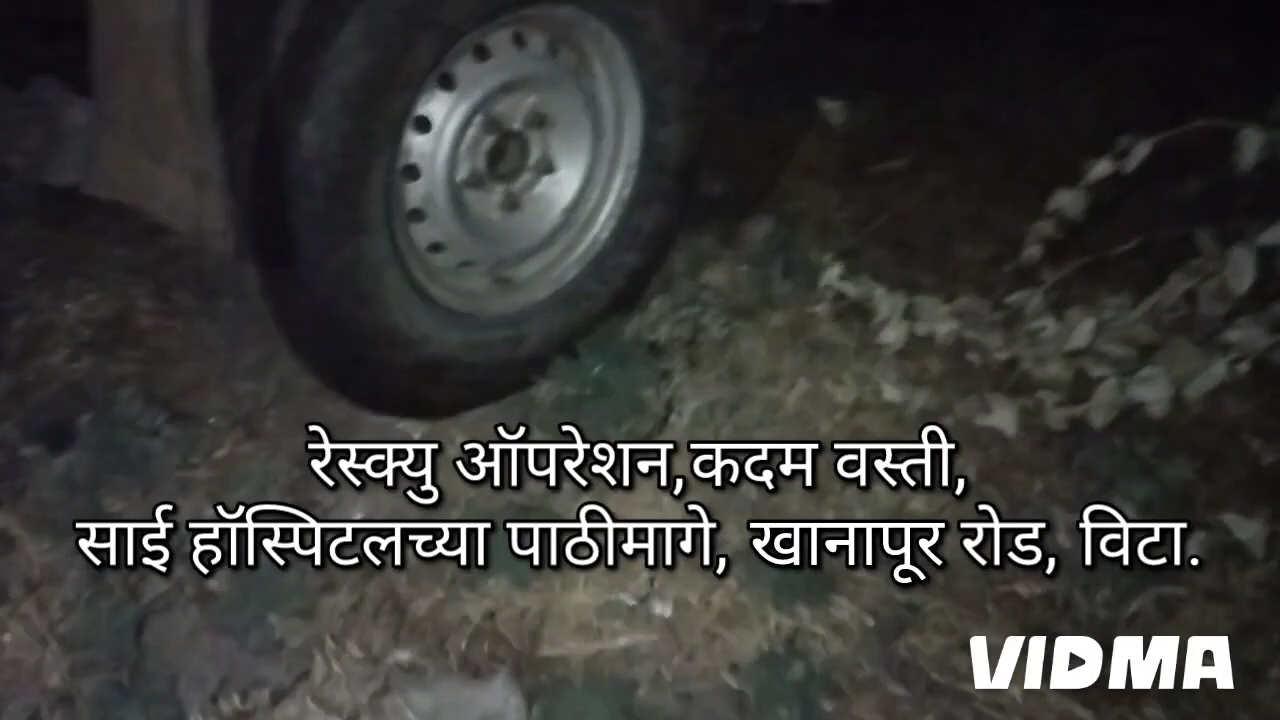 रेस्क्यु ऑपरेशन,कदम वस्ती,
साई हॉस्पिटलच्या पाठीमागे, खानापूर रोड, विटा.
VIDMA